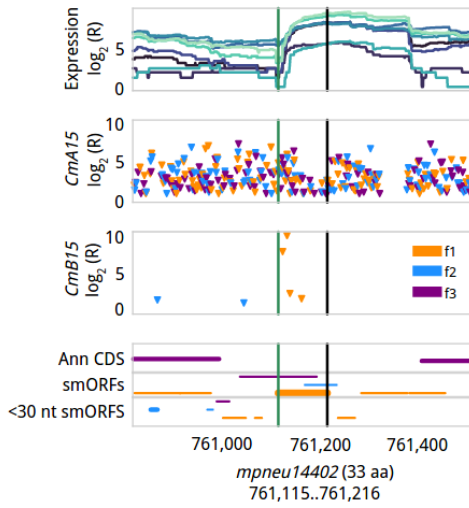 Expression
log2 (R)
5
0
CmA15
log2 (R)
10
5
0
CmB15
log2 (R)
10
5
0
f1
f2
f3
Ann CDS
smORFs
<30 nt smORFS
761,000
761,200
761,400
mpneu14402 (33 aa)
761,115..761,216